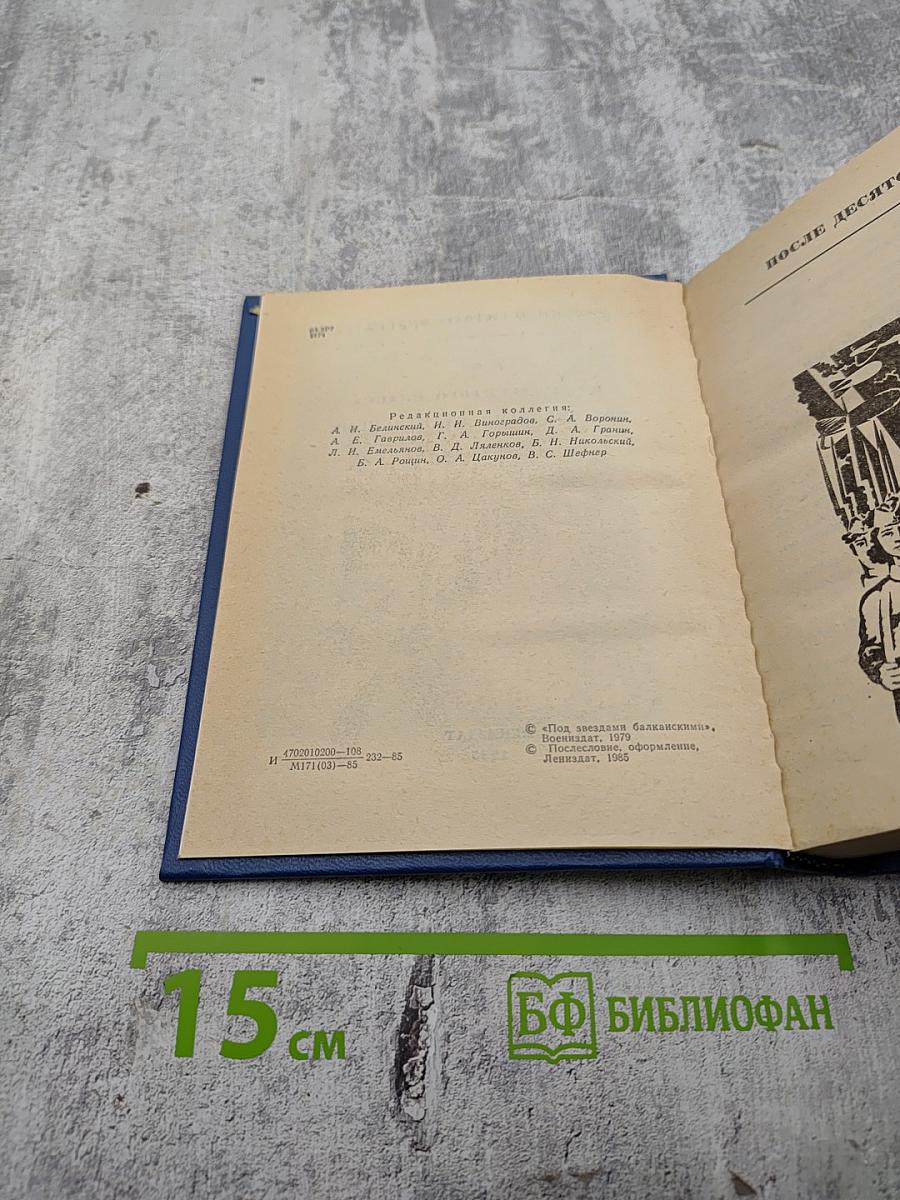 Редакционная коллегия:
А. И. Белинский, И. И. Виноградов, С. А. Воронин,
А. Е. Гаврилов, Г. А. Горышин, Д. А. Гранин,
Л. И. Емельянов, В. Д. Ляленков, Б. Н. Никольский,
Б. А. Рощин, О. А. Цакунов, В. С. Шефнер
И 4702010200—108
М171(03)—85 232—85
© «Под звездами балканскими»,
Воениздат, 1979
© Послесловие, оформление,
Лениздат, 1985
ПОСЛЕ
15 см
БФ БИБЛИОФАН